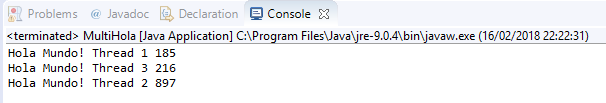 Problems @ Javadoc Declaration Console
<terminated> MultiHola [Java Application] C:\Program Files\Java\jre-9.0.4\bin\javaw.exe (16/02/2018 22:22:31)
Hola Mundo! Thread 1 185
Hola Mundo! Thread 3 216
Hola Mundo! Thread 2 897